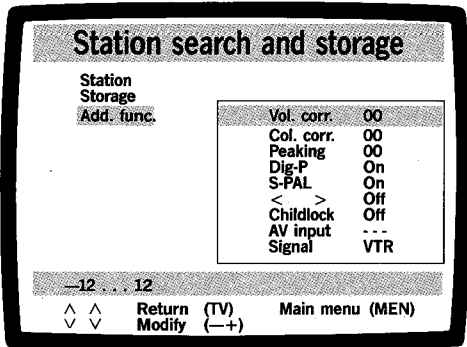 Station search and storage
Station
Storage
Add. func.
Vol. corr. 00
Col. corr. 00
Peaking 00
Dig-P On
S-PAL On
< > Off
Childlock Off
AV input - - -
Signal VTR
—12 . . . 12
∧ ∧ Return (TV) Main menu (MEN)
∨ ∨ Modify (—+)